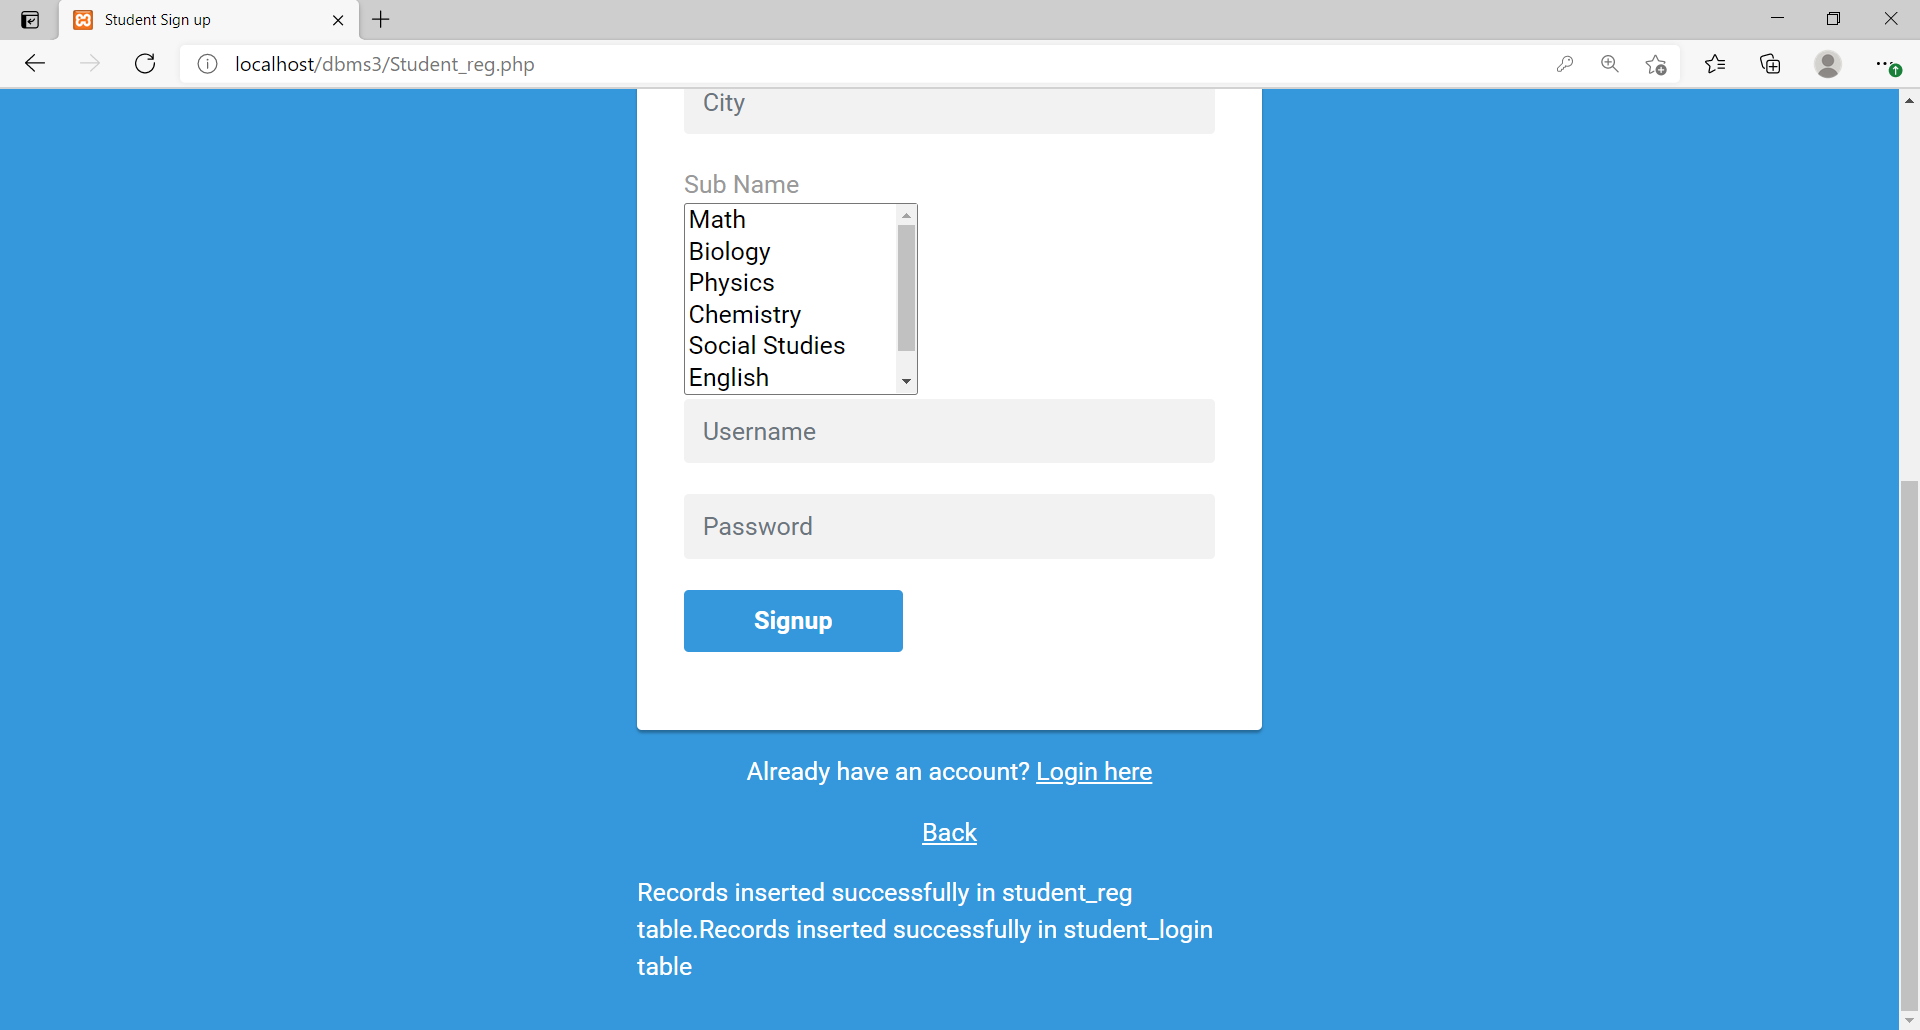 Student Sign up
localhost/dbms3/Student_reg.php
City
Sub Name
Math
Biology
Physics
Chemistry
Social Studies
English
Username
Password
Signup
Already have an account? Login here
Back
Records inserted successfully in student_reg
table.Records inserted successfully in student_login
table